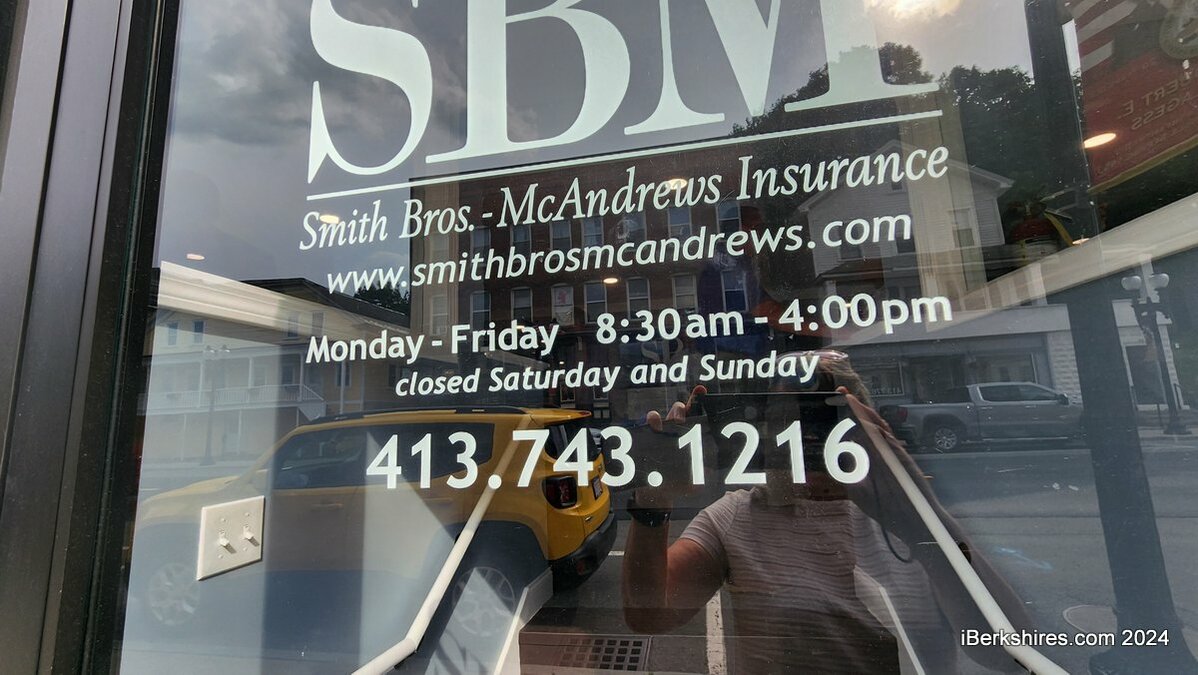 SBM
Smith Bros.-McAndrews Insurance
www.smithbrosmcandrews.com
Monday - Friday 8:30am - 4:00pm
closed Saturday and Sunday
413.743.1216
iBerkshires.com 2024